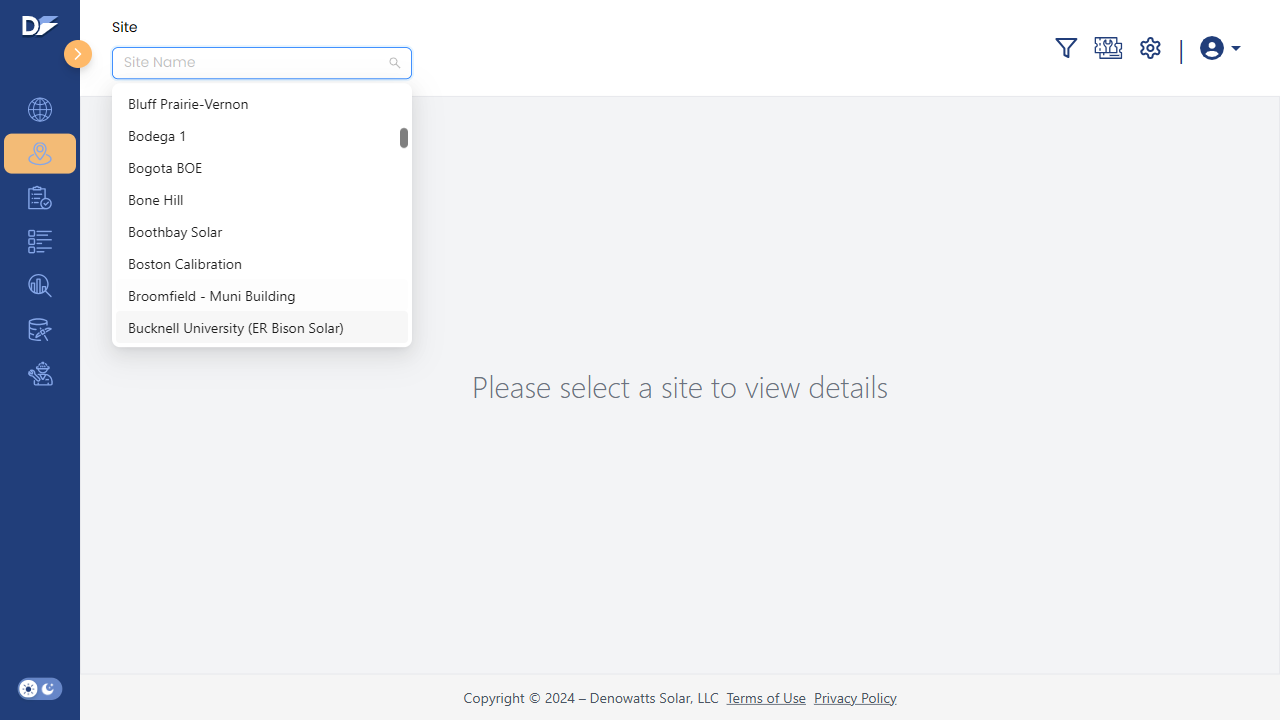 Site
Site Name
Bluff Prairie-Vernon
Bodega 1
Bogota BOE
Bone Hill
Boothbay Solar
Boston Calibration
Broomfield - Muni Building
Bucknell University (ER Bison Solar)
Please select a site to view details
Copyright © 2024 – Denowatts Solar, LLC Terms of Use Privacy Policy